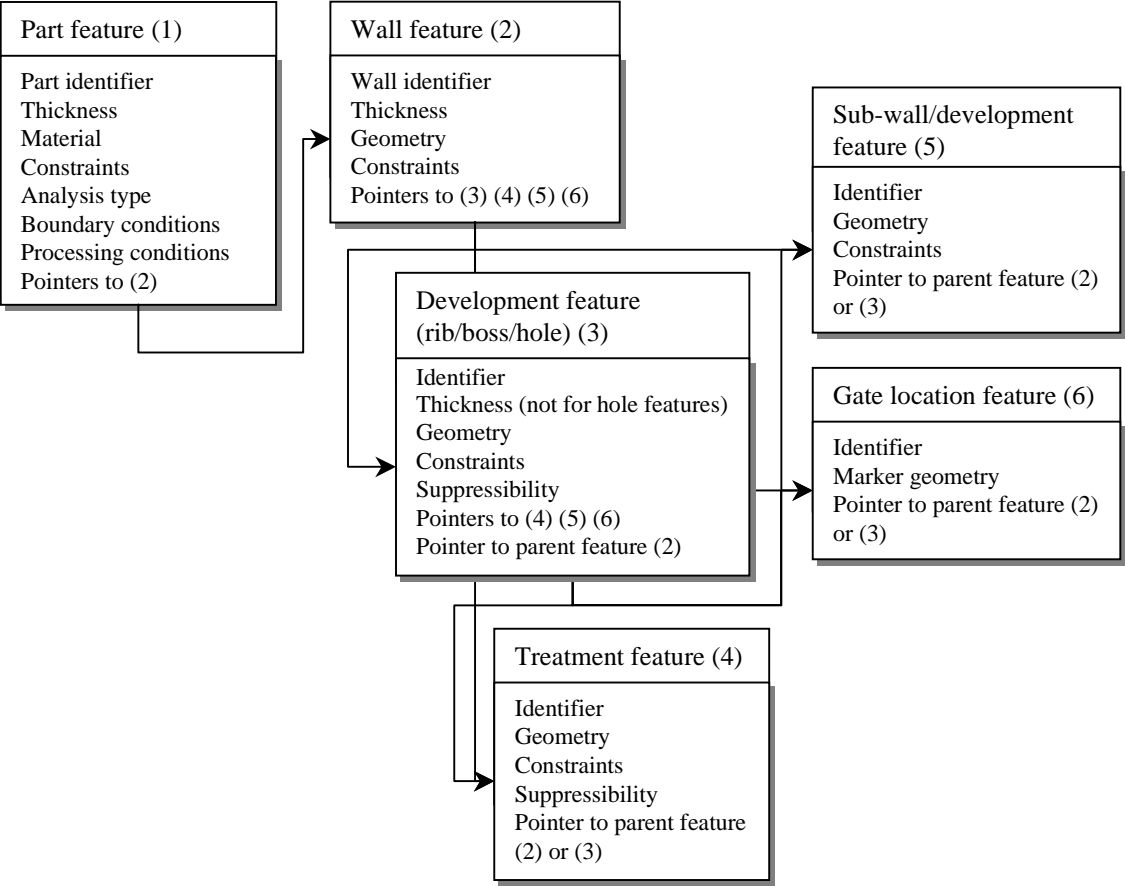 Part feature (1)
Part identifier
Thickness
Material
Constraints
Analysis type
Boundary conditions
Processing conditions
Pointers to (2)
Wall feature (2)
Wall identifier
Thickness
Geometry
Constraints
Pointers to (3) (4) (5) (6)
Sub-wall/development
feature (5)
Identifier
Geometry
Constraints
Pointer to parent feature (2)
or (3)
Development feature
(rib/boss/hole) (3)
Identifier
Thickness (not for hole features)
Geometry
Constraints
Suppressibility
Pointers to (4) (5) (6)
Pointer to parent feature (2)
Gate location feature (6)
Identifier
Marker geometry
Pointer to parent feature (2)
or (3)
Treatment feature (4)
Identifier
Geometry
Constraints
Suppressibility
Pointer to parent feature
(2) or (3)